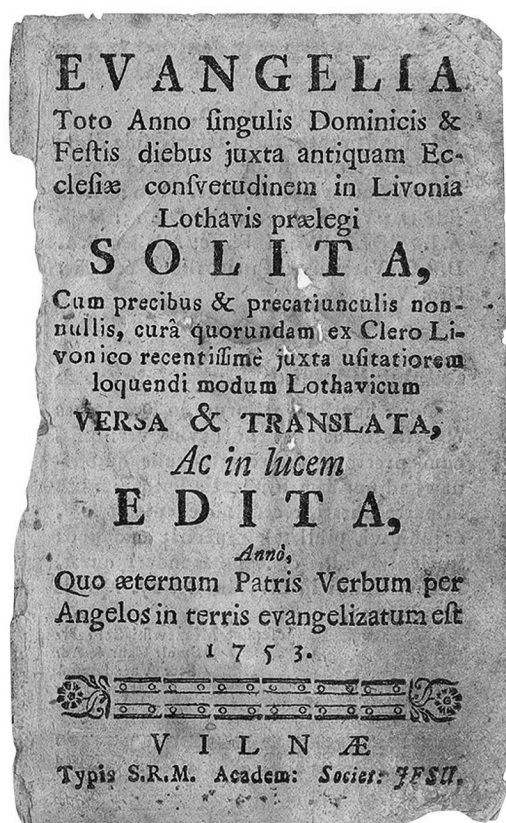 EVANGELIA
Toto Anno ſingulis Dominicis &
Feſtis diebus juxta antiquam Ec-
cleſiæ conſvetudinem in Livonia
Lothavis prælegi
SOLITA,
Cum precibus & precatiunculis non-
nullis, curâ quorundam ex Clero Li-
vonico recentiſſimè juxta uſitatiorem
loquendi modum Lothavicum
VERSA & TRANSLATA,
Ac in lucem
EDITA,
Annô,
Quo æternum Patris Verbum per
Angelos in terris evangelizatum eſt
1753.
VILNÆ
Typis S.R.M. Academ: Societ: JESU.